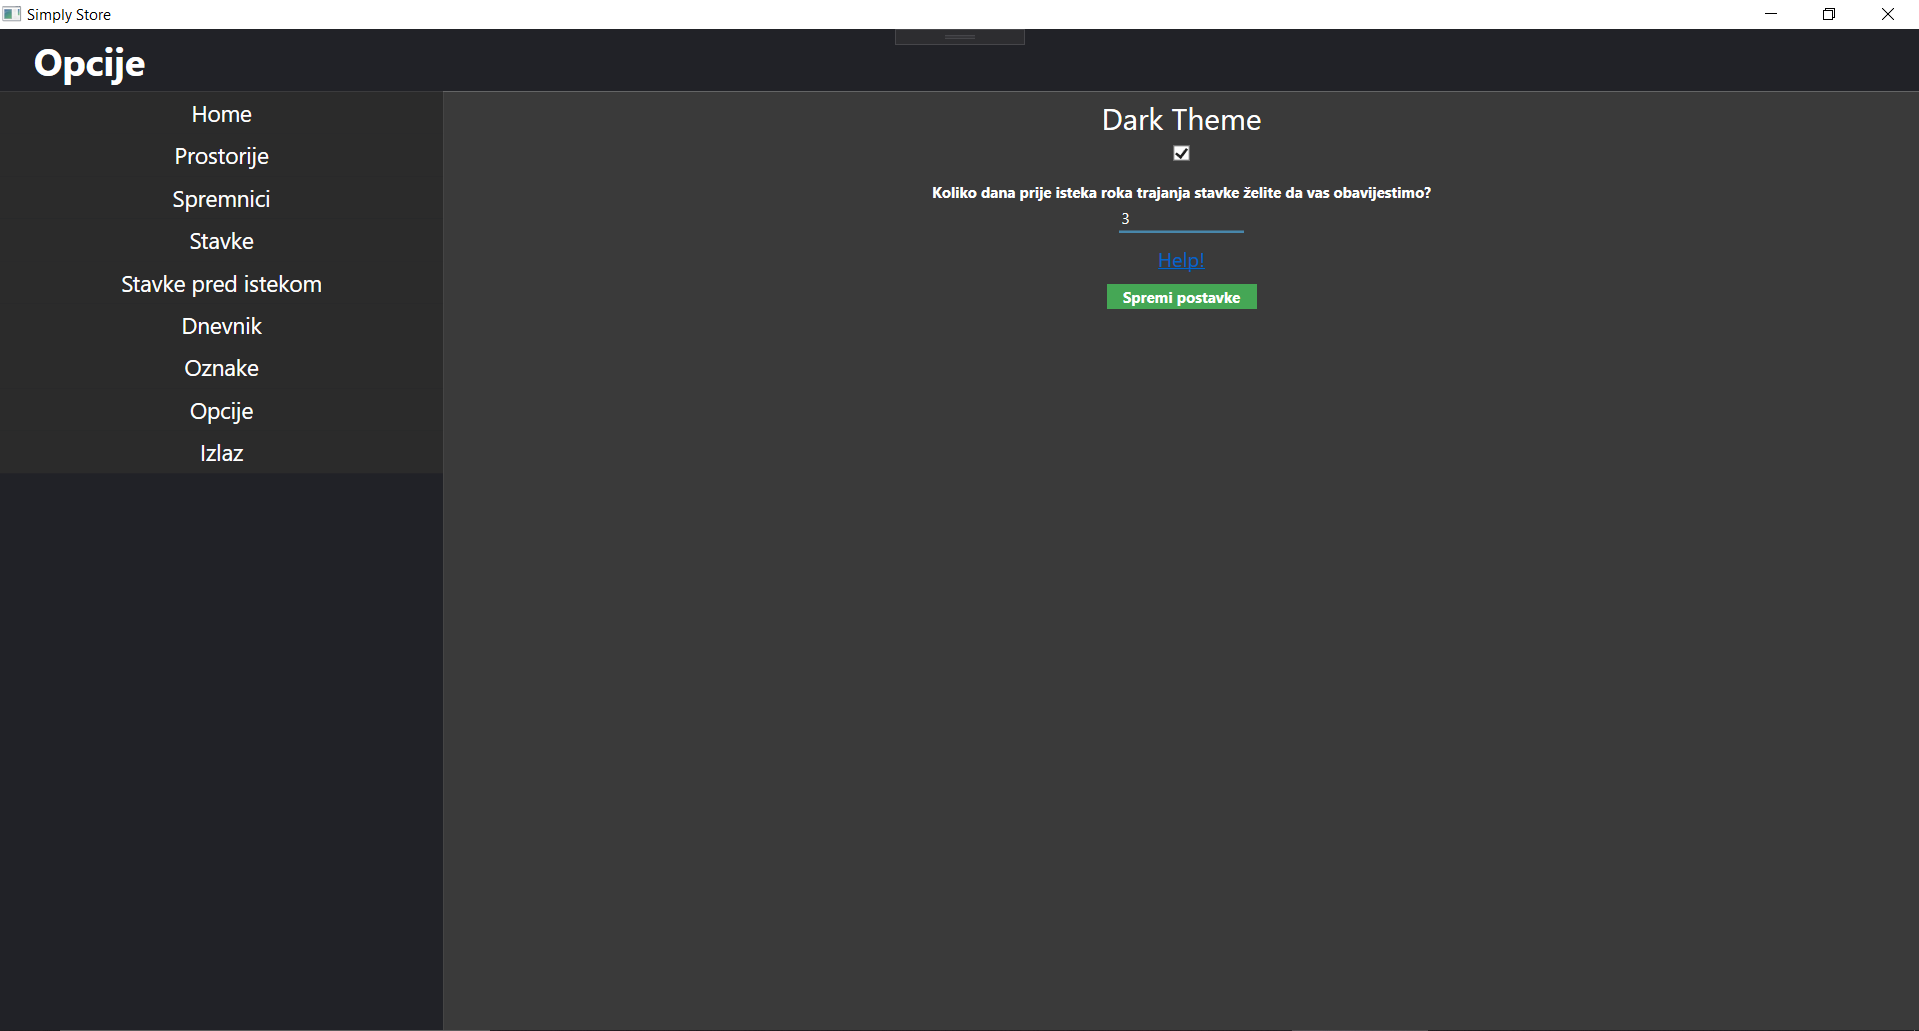 Simply Store
Opcije
Home
Prostorije
Spremnici
Stavke
Stavke pred istekom
Dnevnik
Oznake
Opcije
Izlaz
Dark Theme
Koliko dana prije isteka roka trajanja stavke želite da vas obavijestimo?
3
Help!
Spremi postavke